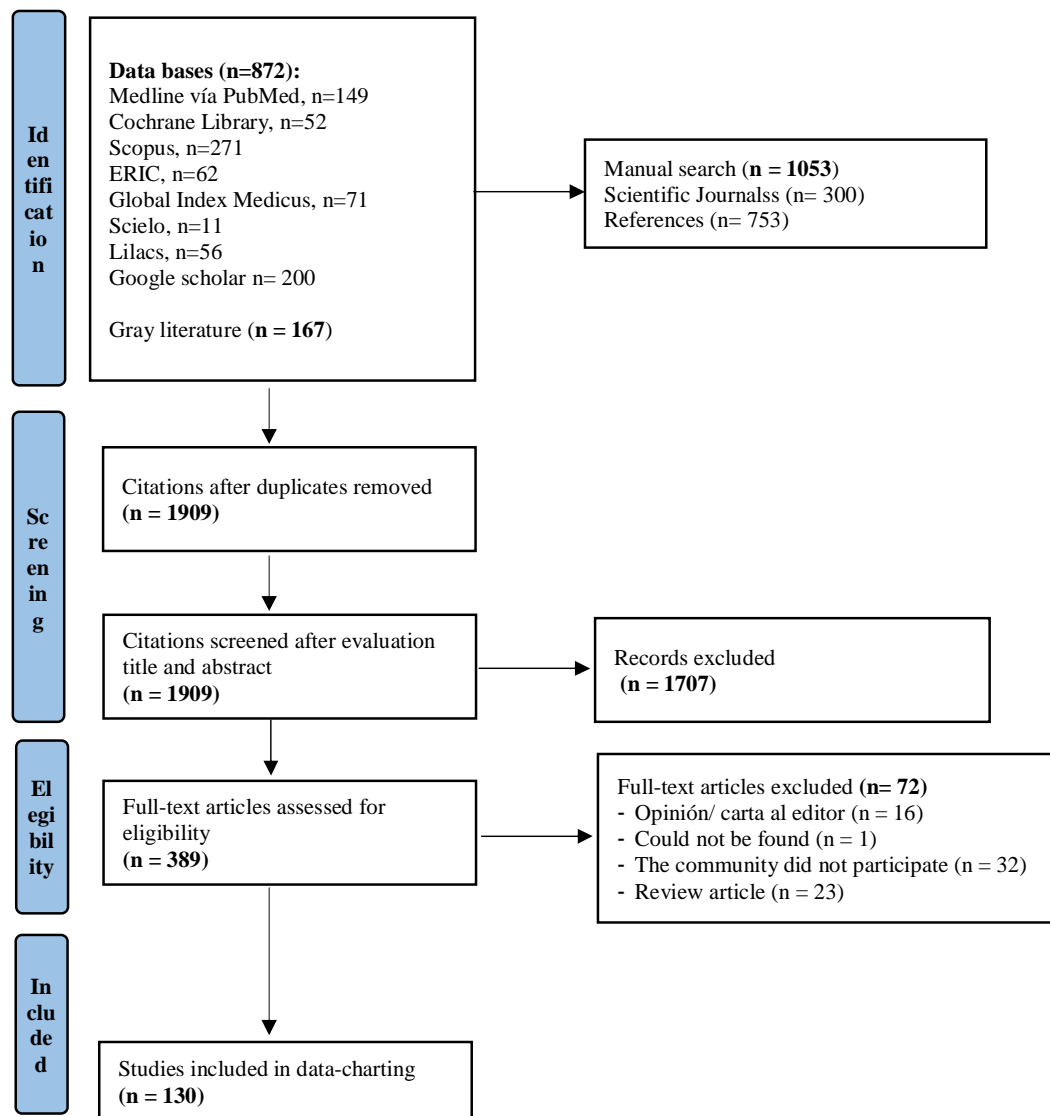 Id
en
tifi
cat
io
n
Data bases (n=872):
Medline vía PubMed, n=149
Cochrane Library, n=52
Scopus, n=271
ERIC, n=62
Global Index Medicus, n=71
Scielo, n=11
Lilacs, n=56
Google scholar n= 200
Gray literature (n = 167)
Manual search (n = 1053)
Scientific Journalss (n= 300)
References (n= 753)
Sc
re
en
in
g
Citations after duplicates removed
(n = 1909)
Citations screened after evaluation
title and abstract
(n = 1909)
Records excluded
(n = 1707)
El
egi
bil
ity
Full-text articles assessed for
eligibility
(n = 389)
Full-text articles excluded (n= 72)
- Opinión/ carta al editor (n = 16)
- Could not be found (n = 1)
- The community did not participate (n = 32)
- Review article (n = 23)
In
clu
de
d
Studies included in data-charting
(n = 130)